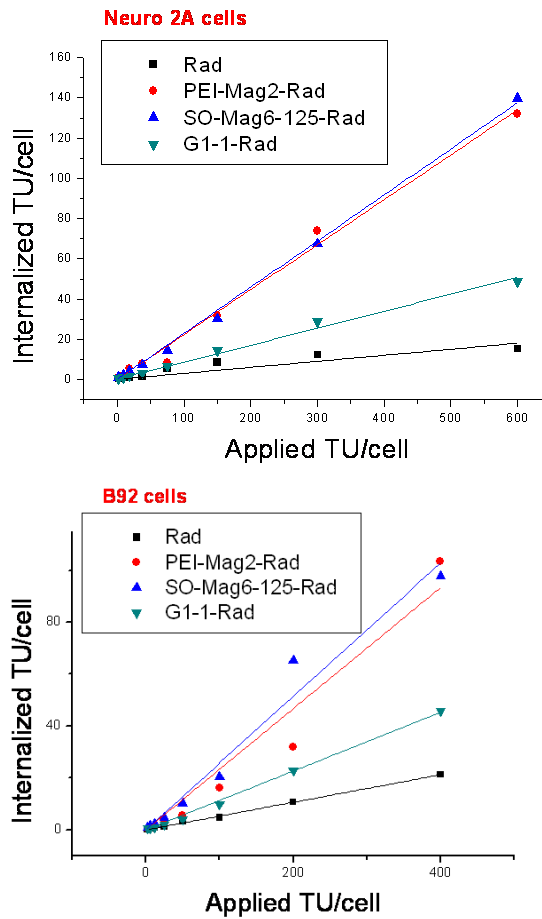 Neuro 2A cells
Rad
PEI-Mag2-Rad
SO-Mag6-125-Rad
G1-1-Rad
160
140
120
100
80
60
40
20
0
Internalized TU/cell
0 100 200 300 400 500 600
Applied TU/cell
B92 cells
Rad
PEI-Mag2-Rad
SO-Mag6-125-Rad
G1-1-Rad
80
40
0
Internalized TU/cell
0 200 400
Applied TU/cell